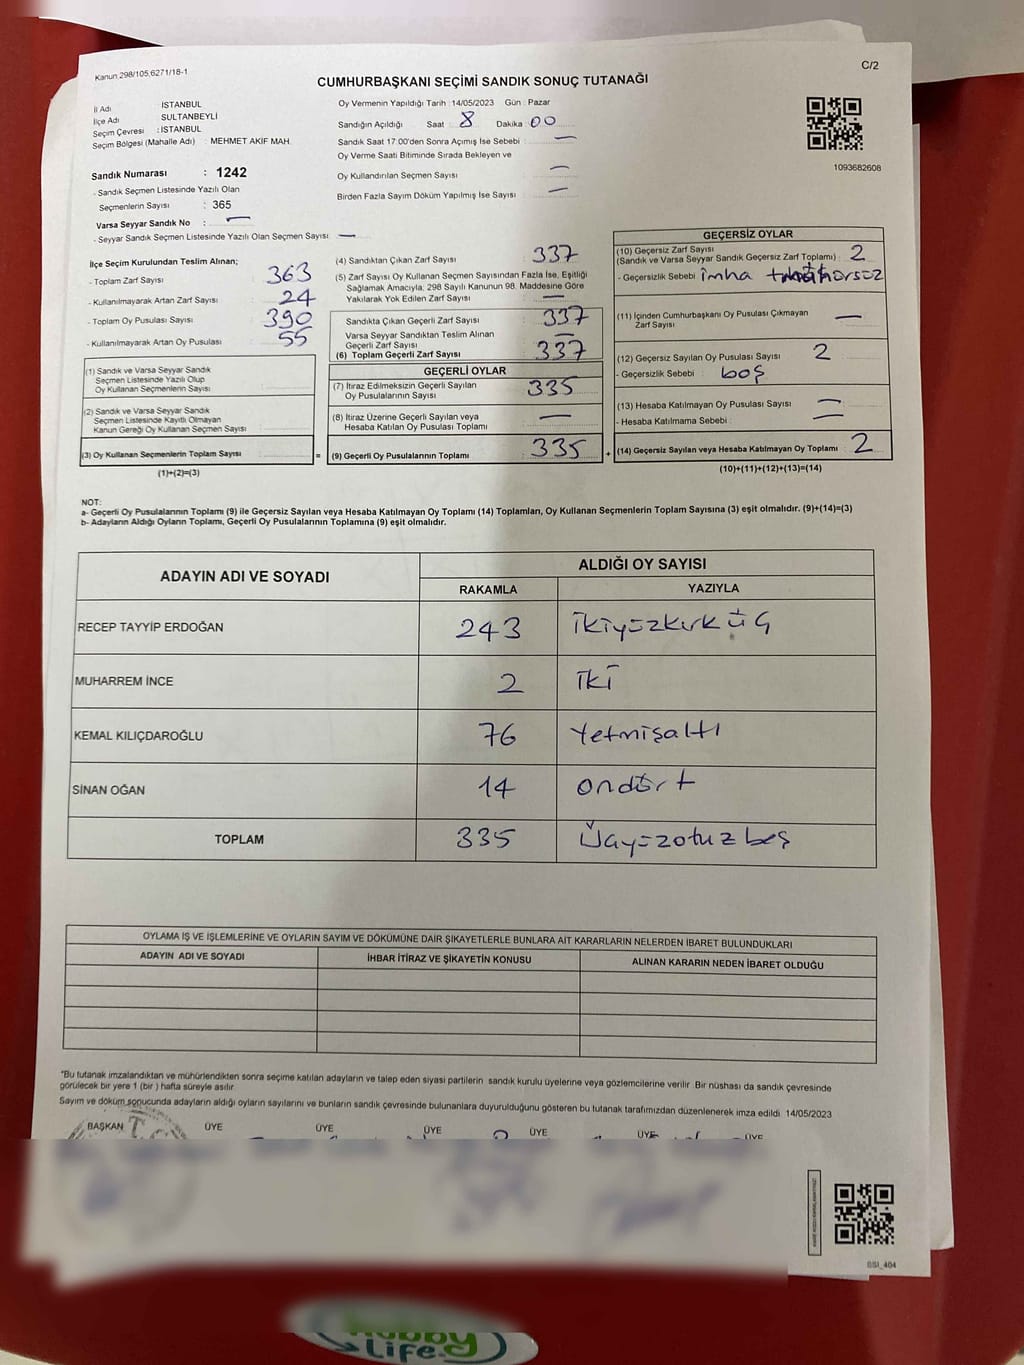 Kanun 298/105,6271/18-1
C/2
CUMHURBAŞKANI SEÇİMİ SANDIK SONUÇ TUTANAĞI
İl Adı : İSTANBUL
İlçe Adı : SULTANBEYLİ
Seçim Çevresi : İSTANBUL
Seçim Bölgesi (Mahalle Adı) : MEHMET AKİF MAH.
Sandık Numarası : 1242
- Sandık Seçmen Listesinde Yazılı Olan
Seçmenlerin Sayısı : 365
Varsa Seyyar Sandık No : —
- Seyyar Sandık Seçmen Listesinde Yazılı Olan Seçmen Sayısı : —
Oy Vermenin Yapıldığı Tarih : 14/05/2023 Gün : Pazar
Sandığın Açıldığı Saat 8 Dakika 00
Sandık Saat 17:00'den Sonra Açımış İse Sebebi : —
Oy Verme Saati Bitiminde Sırada Bekleyen ve
Oy Kullandırılan Seçmen Sayısı : —
Birden Fazla Sayım Döküm Yapılmış İse Sayısı : —
1093682608
İlçe Seçim Kurulundan Teslim Alınan;
- Toplam Zarf Sayısı : 363
- Kullanılmayarak Artan Zarf Sayısı : 24
- Toplam Oy Pusulası Sayısı : 390
- Kullanılmayarak Artan Oy Pusulası : 55
(1) Sandık ve Varsa Seyyar Sandık
Seçmen Listesinde Yazılı Olup
Oy Kullanan Seçmenlerin Sayısı :
(2) Sandık ve Varsa Seyyar Sandık
Seçmen Listesinde Kayıtlı Olmayan
Kanun Gereği Oy Kullanan Seçmen Sayısı :
(3) Oy Kullanan Seçmenlerin Toplam Sayısı :
(1)+(2)=(3)
(4) Sandıktan Çıkan Zarf Sayısı : 337
(5) Zarf Sayısı Oy Kullanan Seçmen Sayısından Fazla İse, Eşitliği
Sağlamak Amacıyla; 298 Sayılı Kanunun 98. Maddesine Göre
Yakılarak Yok Edilen Zarf Sayısı : —
Sandıkta Çıkan Geçerli Zarf Sayısı : 337
Varsa Seyyar Sandıktan Teslim Alınan
Geçerli Zarf Sayısı : —
(6) Toplam Geçerli Zarf Sayısı : 337
GEÇERLİ OYLAR
(7) İtiraz Edilmeksizin Geçerli Sayılan
Oy Pusulalarının Sayısı : 335
(8) İtiraz Üzerine Geçerli Sayılan veya
Hesaba Katılan Oy Pusulası Toplamı : —
= (9) Geçerli Oy Pusulalarının Toplamı : 335 +
GEÇERSİZ OYLAR
(10) Geçersiz Zarf Sayısı
(Sandık ve Varsa Seyyar Sandık Geçersiz Zarf Toplamı) : 2
- Geçersizlik Sebebi : imha
(11) İçinden Cumhurbaşkanı Oy Pusulası Çıkmayan
Zarf Sayısı : —
(12) Geçersiz Sayılan Oy Pusulası Sayısı : 2
- Geçersizlik Sebebi : boş
(13) Hesaba Katılmayan Oy Pusulası Sayısı : —
- Hesaba Katılmama Sebebi : —
(14) Geçersiz Sayılan veya Hesaba Katılmayan Oy Toplamı : 2
(10)+(11)+(12)+(13)=(14)
NOT:
a- Geçerli Oy Pusulalarının Toplamı (9) ile Geçersiz Sayılan veya Hesaba Katılmayan Oy Toplamı (14) Toplamları, Oy Kullanan Seçmenlerin Toplam Sayısına (3) eşit olmalıdır. (9)+(14)=(3)
b- Adayların Aldığı Oyların Toplamı, Geçerli Oy Pusulalarının Toplamına (9) eşit olmalıdır.
ADAYIN ADI VE SOYADI
ALDIĞI OY SAYISI
RAKAMLA YAZIYLA
RECEP TAYYİP ERDOĞAN 243 ikiyüzkırküç
MUHARREM İNCE 2 iki
KEMAL KILIÇDAROĞLU 76 Yetmişaltı
SİNAN OĞAN 14 ondört
TOPLAM 335 Üçyüzotuzbeş
OYLAMA İŞ VE İŞLEMLERİNE VE OYLARIN SAYIM VE DÖKÜMÜNE DAİR ŞİKAYETLERLE BUNLARA AİT KARARLARIN NELERDEN İBARET BULUNDUKLARI
ADAYIN ADI VE SOYADI İHBAR İTİRAZ VE ŞİKAYETİN KONUSU ALINAN KARARIN NEDEN İBARET OLDUĞU
*Bu tutanak imzalandıktan ve mühürlendikten sonra seçime katılan adayların ve talep eden siyasi partilerin sandık kurulu üyelerine veya gözlemcilerine verilir. Bir nüshası da sandık çevresinde
görülecek bir yere 1 (bir) hafta süreyle asılır.
Sayım ve döküm sonucunda adayların aldığı oyların sayılarını ve bunların sandık çevresinde bulunanlara duyurulduğunu gösteren bu tutanak tarafımızdan düzenlenerek imza edildi. 14/05/2023
BAŞKAN ÜYE ÜYE ÜYE ÜYE ÜYE ÜYE
T.C.
BSI_404
Hobby
Life